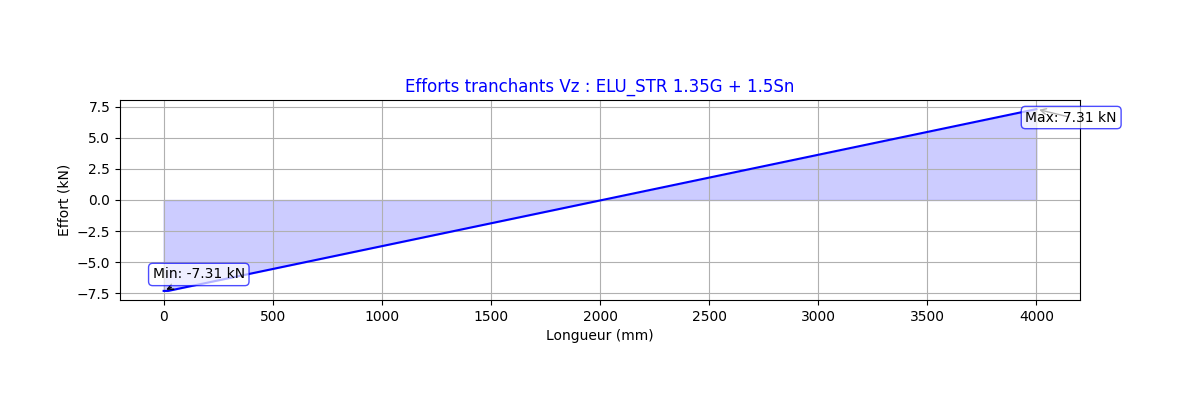 Efforts tranchants Vz : ELU_STR 1.35G + 1.5Sn
7.5
Max: 7.31 kN
5.0
2.5
Effort (kN)
0.0
−2.5
−5.0
Min: -7.31 kN
−7.5
0 500 1000 1500 2000 2500 3000 3500 4000
Longueur (mm)